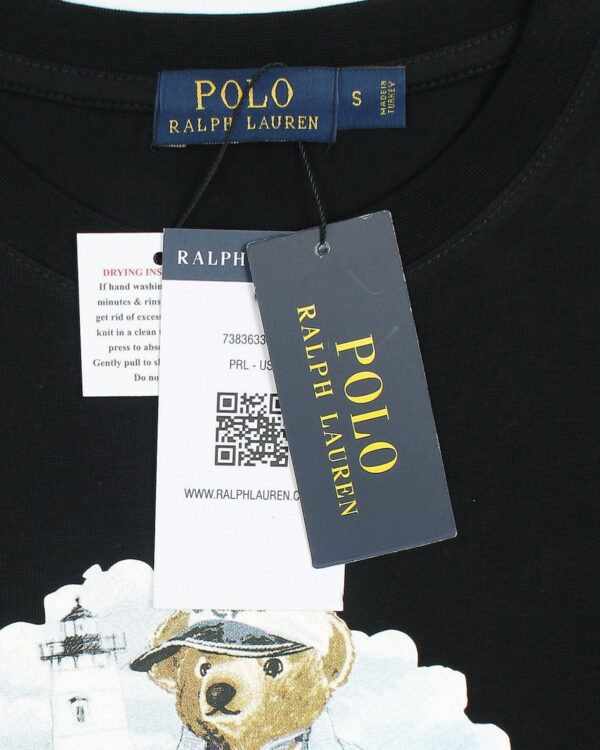 POLO
RALPH LAUREN
S
MADE IN
TURKEY
DRYING INS
If hand washin
minutes & rins
get rid of exces
knit in a clean
press to abs
Gently pull to s
Do no
RALPH
7383633
PRL - US
WWW.RALPHLAUREN.C
POLO
RALPH LAUREN